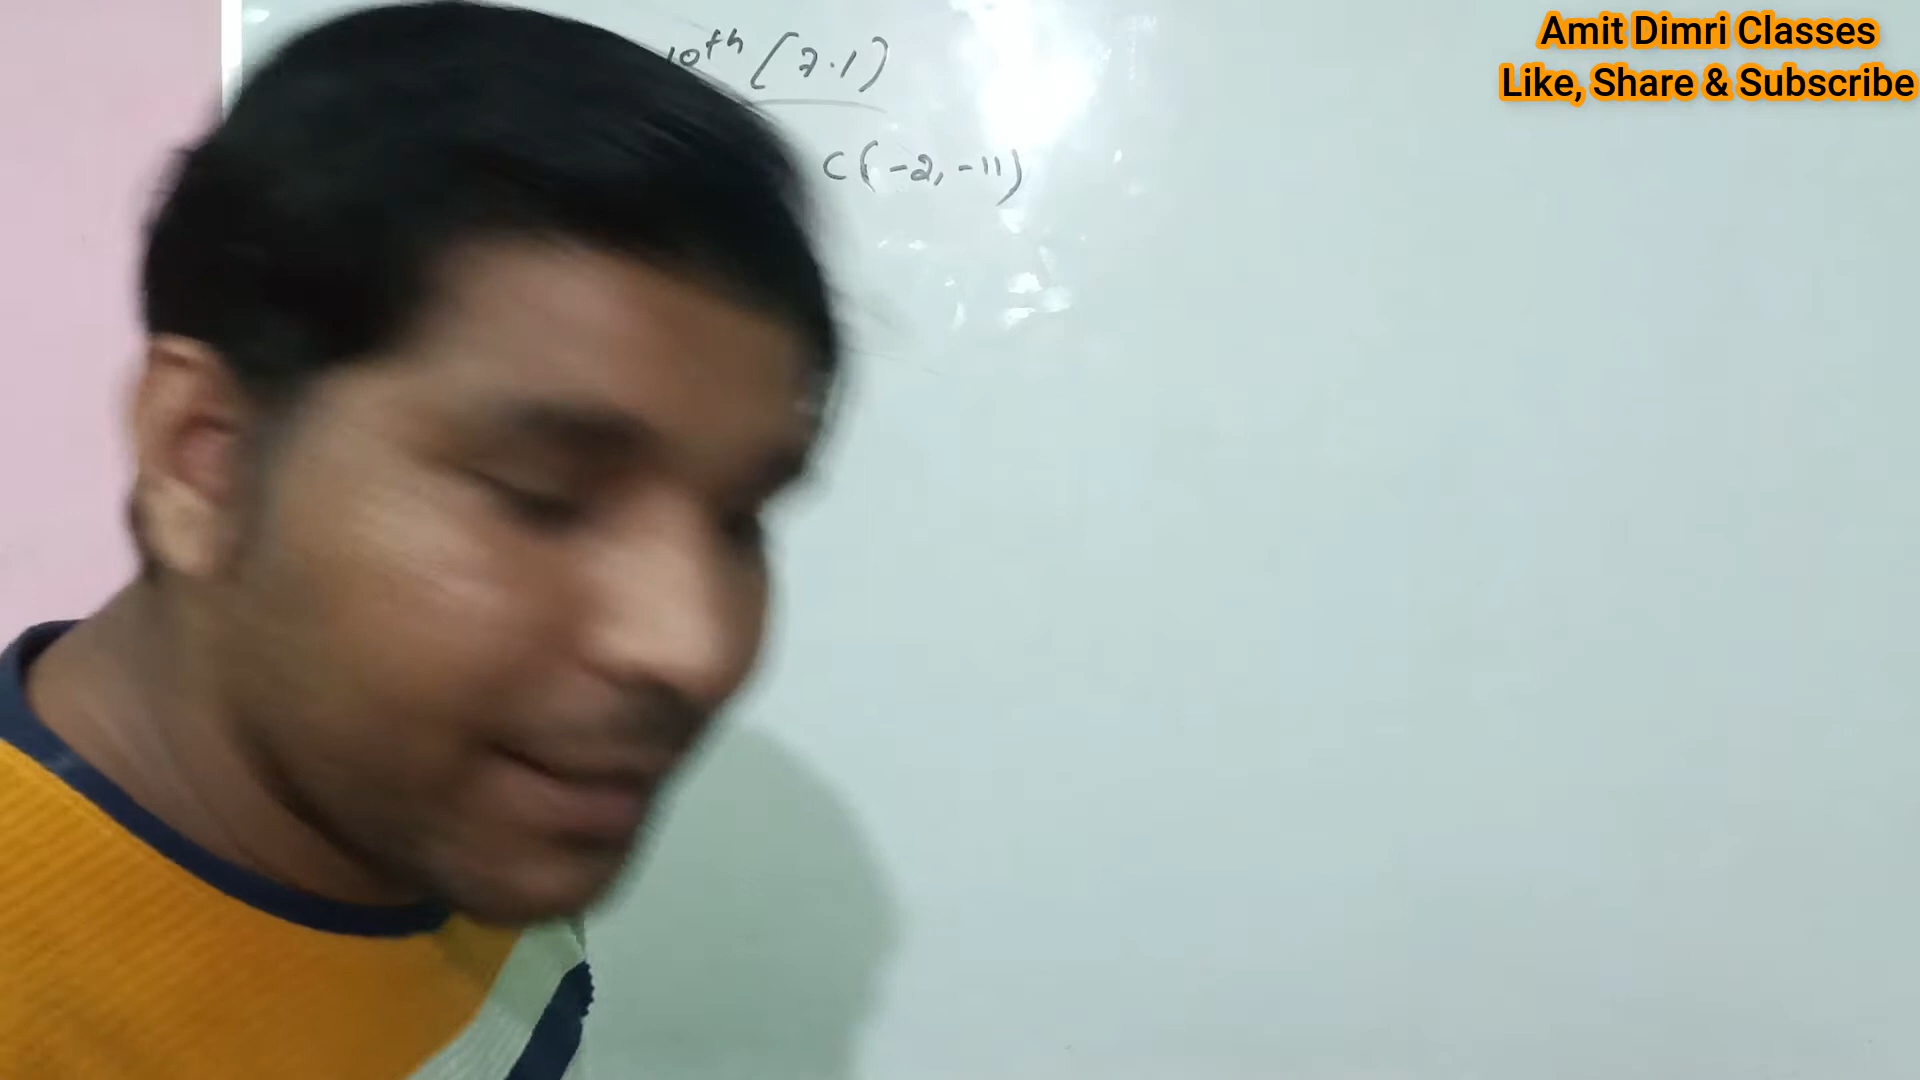 Amit Dimri Classes
Like, Share & Subscribe
10th (7.1)
C(-2, -11)